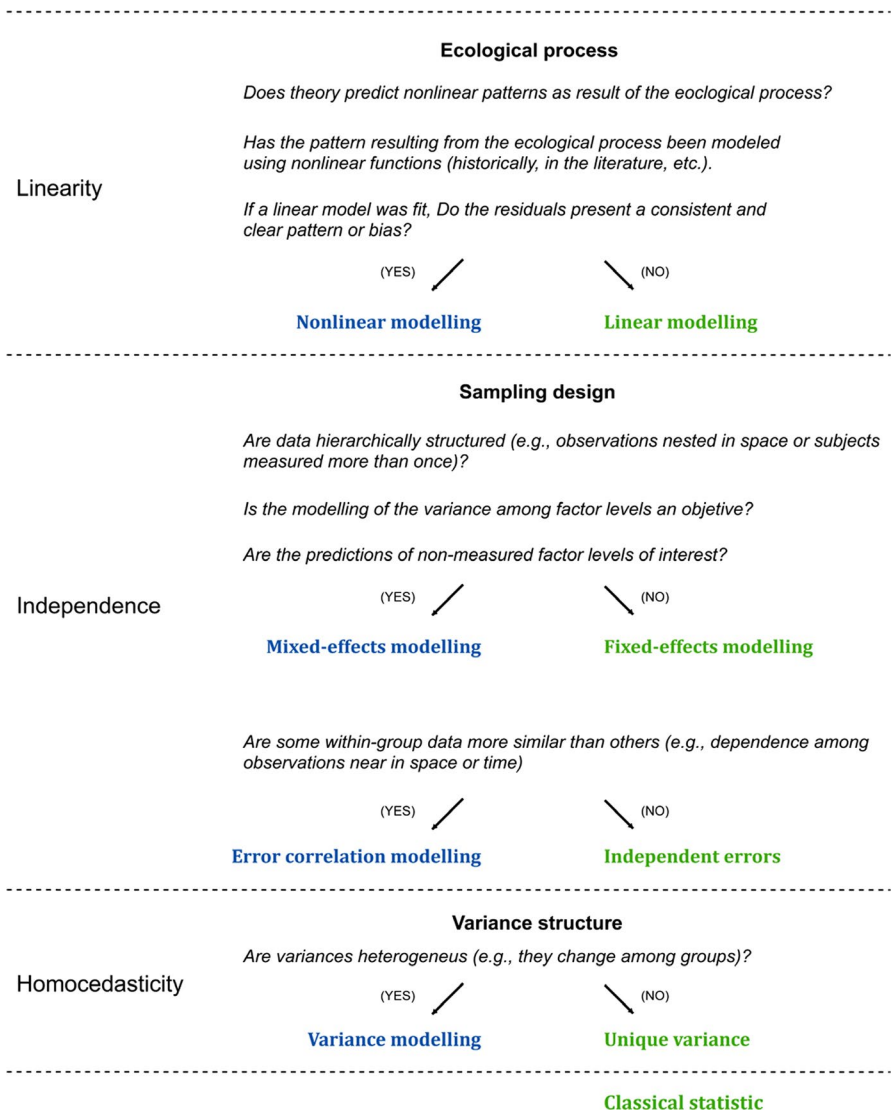 Ecological process
Does theory predict nonlinear patterns as result of the eoclogical process?
Has the pattern resulting from the ecological process been modeled
using nonlinear functions (historically, in the literature, etc.).
Linearity
If a linear model was fit, Do the residuals present a consistent and
clear pattern or bias?
(YES)
(NO)
Nonlinear modelling
Linear modelling
Sampling design
Are data hierarchically structured (e.g., observations nested in space or subjects
measured more than once)?
Is the modelling of the variance among factor levels an objetive?
Are the predictions of non-measured factor levels of interest?
Independence
(YES)
(NO)
Mixed-effects modelling
Fixed-effects modelling
Are some within-group data more similar than others (e.g., dependence among
observations near in space or time)
(YES)
(NO)
Error correlation modelling
Independent errors
Variance structure
Are variances heterogeneus (e.g., they change among groups)?
Homocedasticity
(YES)
(NO)
Variance modelling
Unique variance
Classical statistic